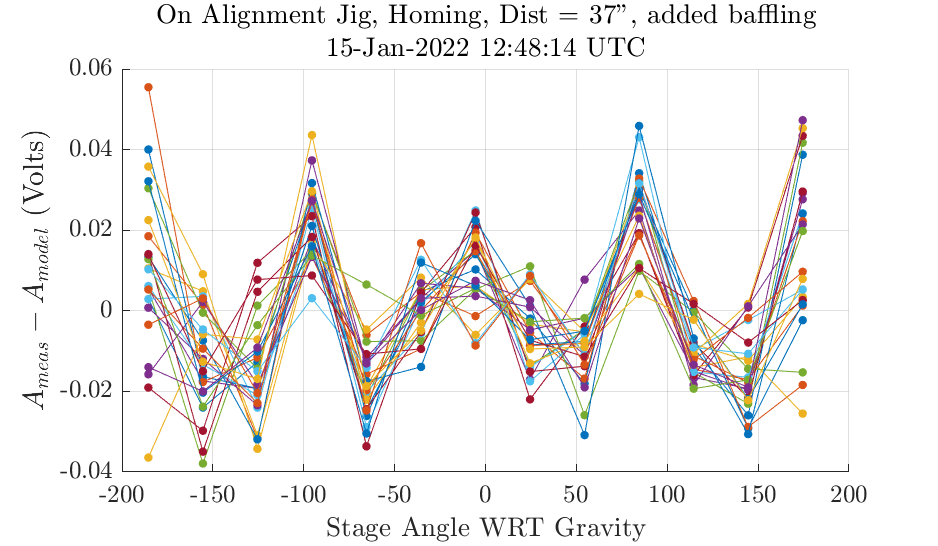 On Alignment Jig, Homing, Dist = 37”, added baffling
15-Jan-2022 12:48:14 UTC
A_meas − A_model (Volts)
0.06
0.04
0.02
0
-0.02
-0.04
-200 -150 -100 -50 0 50 100 150 200
Stage Angle WRT Gravity